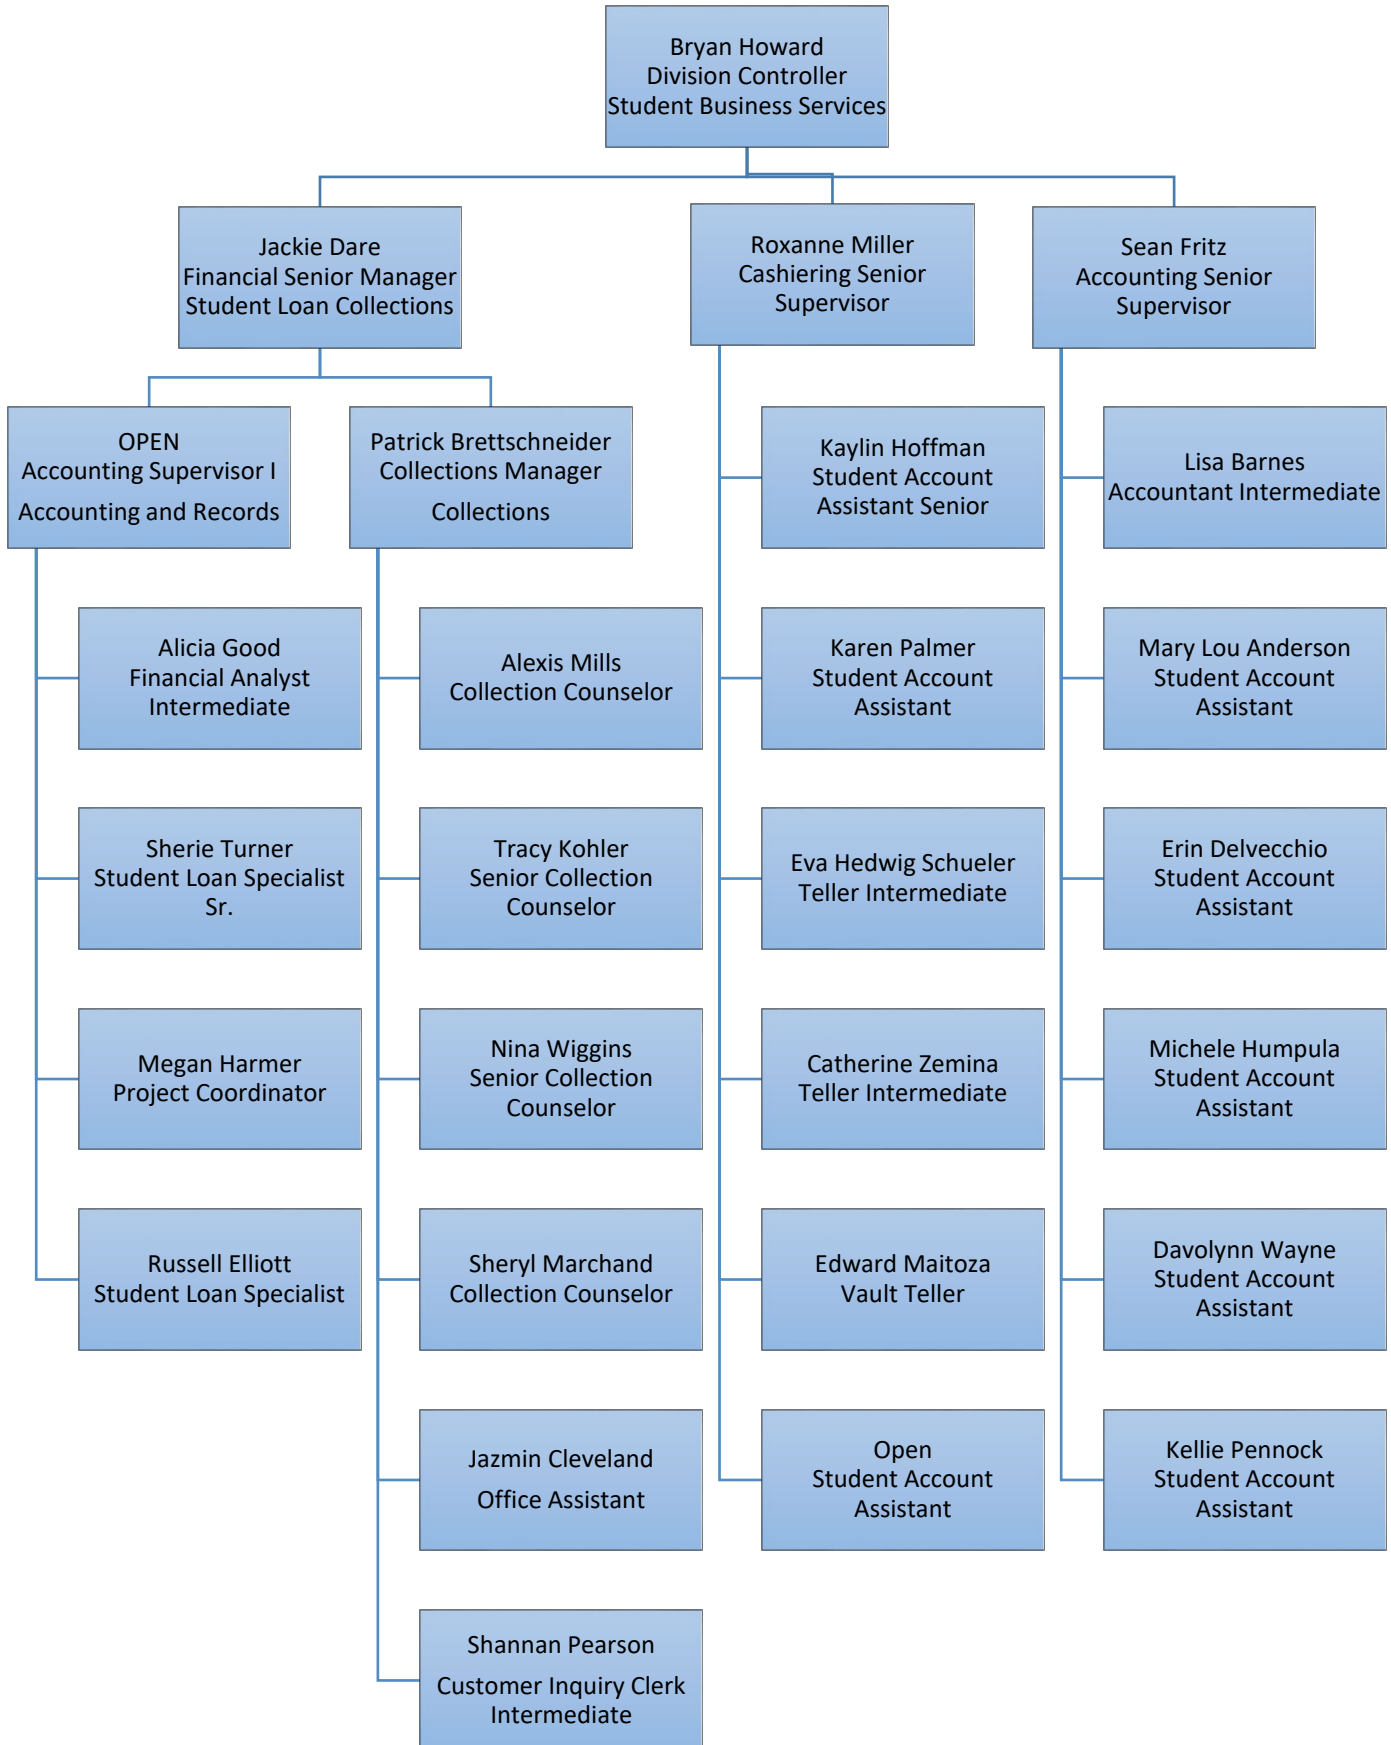 Bryan Howard
Division Controller
Student Business Services
Jackie Dare
Financial Senior Manager
Student Loan Collections
Roxanne Miller
Cashiering Senior
Supervisor
Sean Fritz
Accounting Senior
Supervisor
OPEN
Accounting Supervisor I
Accounting and Records
Patrick Brettschneider
Collections Manager
Collections
Kaylin Hoffman
Student Account
Assistant Senior
Lisa Barnes
Accountant Intermediate
Alicia Good
Financial Analyst
Intermediate
Alexis Mills
Collection Counselor
Karen Palmer
Student Account
Assistant
Mary Lou Anderson
Student Account
Assistant
Sherie Turner
Student Loan Specialist
Sr.
Tracy Kohler
Senior Collection
Counselor
Eva Hedwig Schueler
Teller Intermediate
Erin Delvecchio
Student Account
Assistant
Megan Harmer
Project Coordinator
Nina Wiggins
Senior Collection
Counselor
Catherine Zemina
Teller Intermediate
Michele Humpula
Student Account
Assistant
Russell Elliott
Student Loan Specialist
Sheryl Marchand
Collection Counselor
Edward Maitoza
Vault Teller
Davolynn Wayne
Student Account
Assistant
Jazmin Cleveland
Office Assistant
Open
Student Account
Assistant
Kellie Pennock
Student Account
Assistant
Shannan Pearson
Customer Inquiry Clerk
Intermediate